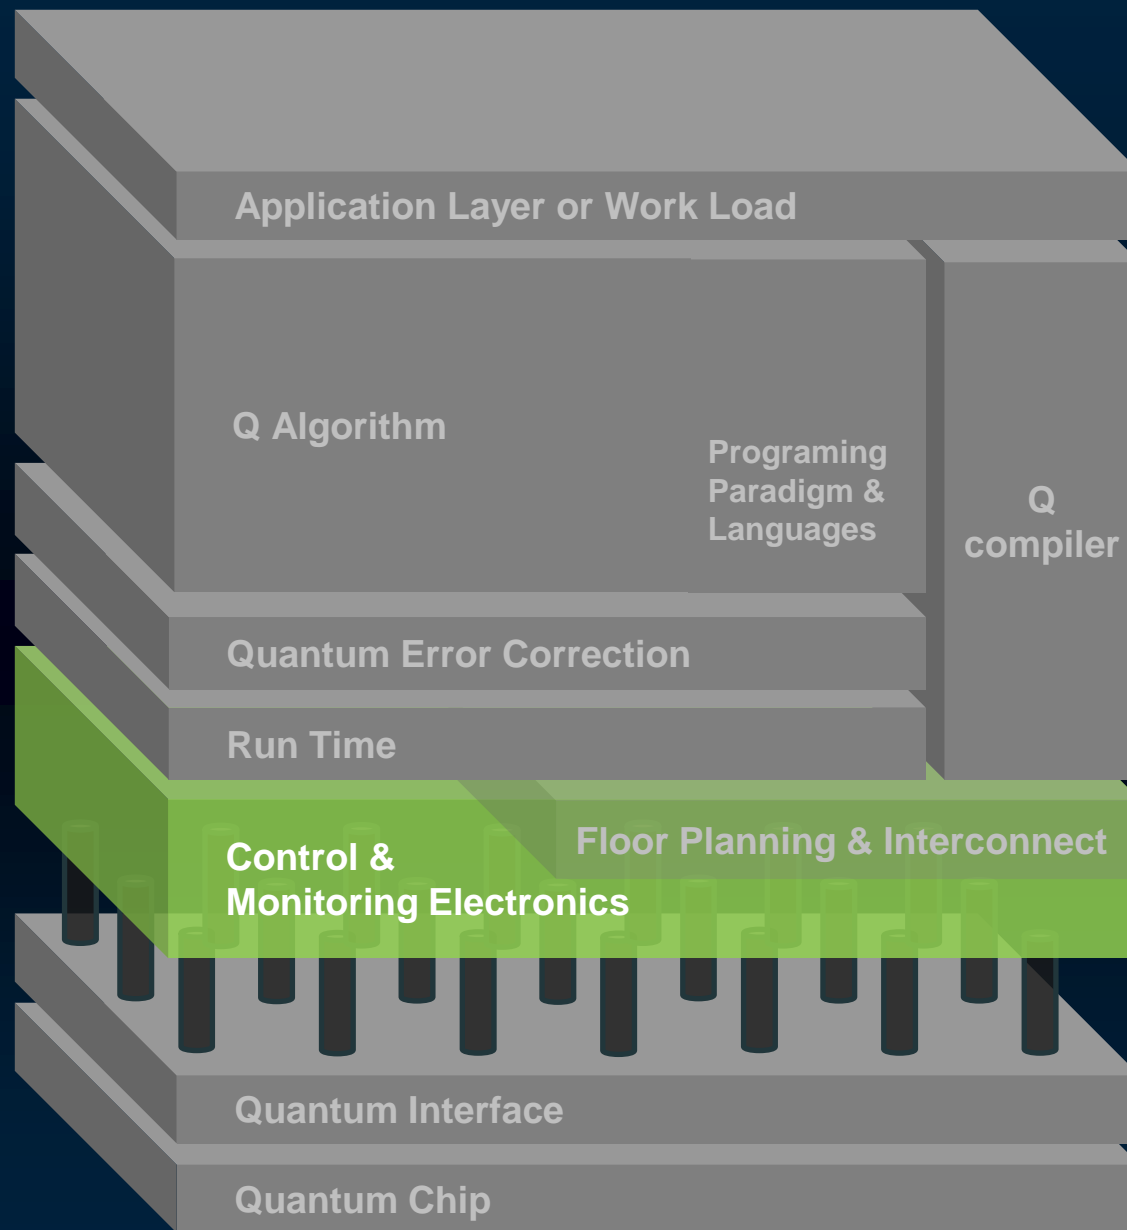 Application Layer or Work Load
Q Algorithm
Programing
Paradigm &
Languages
Q
compiler
Quantum Error Correction
Run Time
Floor Planning & Interconnect
Control &
Monitoring Electronics
Quantum Interface
Quantum Chip